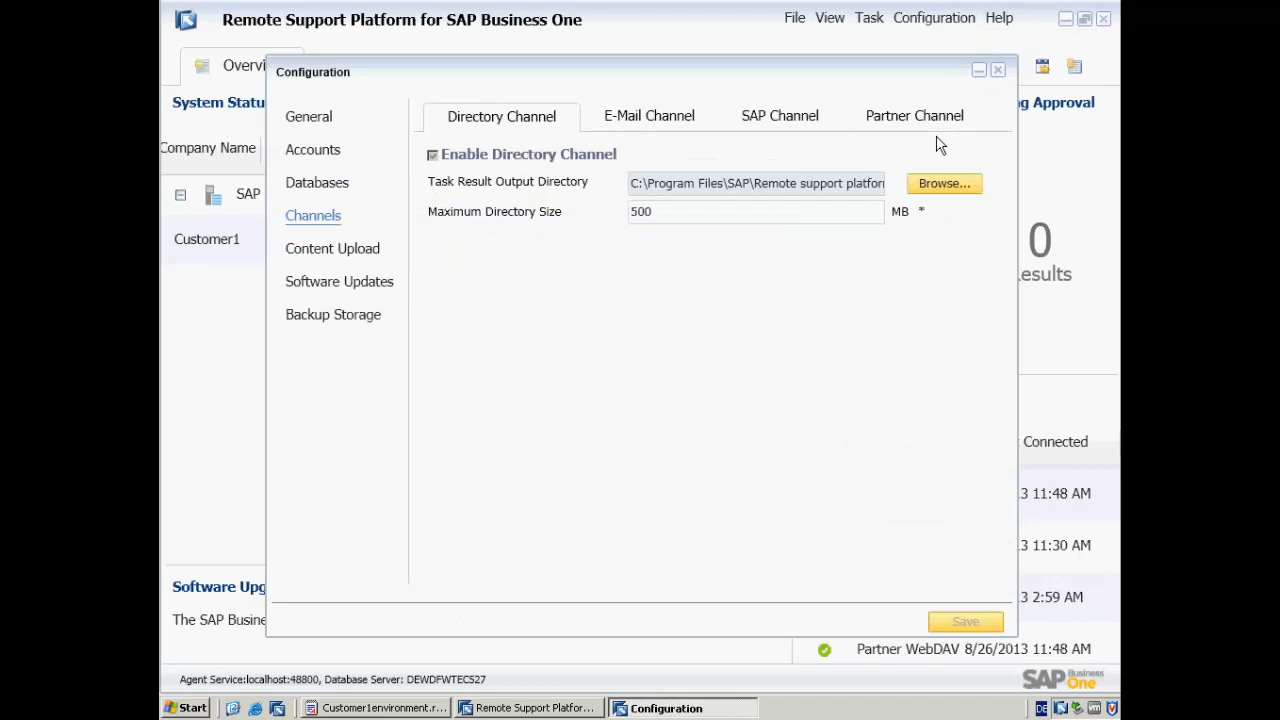 Remote Support Platform for SAP Business One
File View Task Configuration Help
Overvi
Configuration
System Statu
ng Approval
Company Name
SAP
Customer1
General
Accounts
Databases
Channels
Content Upload
Software Updates
Backup Storage
Directory Channel
E-Mail Channel
SAP Channel
Partner Channel
Enable Directory Channel
Task Result Output Directory
C:\Program Files\SAP\Remote support platforr
Browse...
Maximum Directory Size
500
MB *
0
esults
Connected
3 11:48 AM
3 11:30 AM
3 2:59 AM
Software Upg
The SAP Busine
Save
Partner WebDAV 8/26/2013 11:48 AM
Agent Service:localhost:48800, Database Server: DEWDFWTECS27
SAP Business One
Start
Customer1environment.r...
Remote Support Platfor...
Configuration
DE